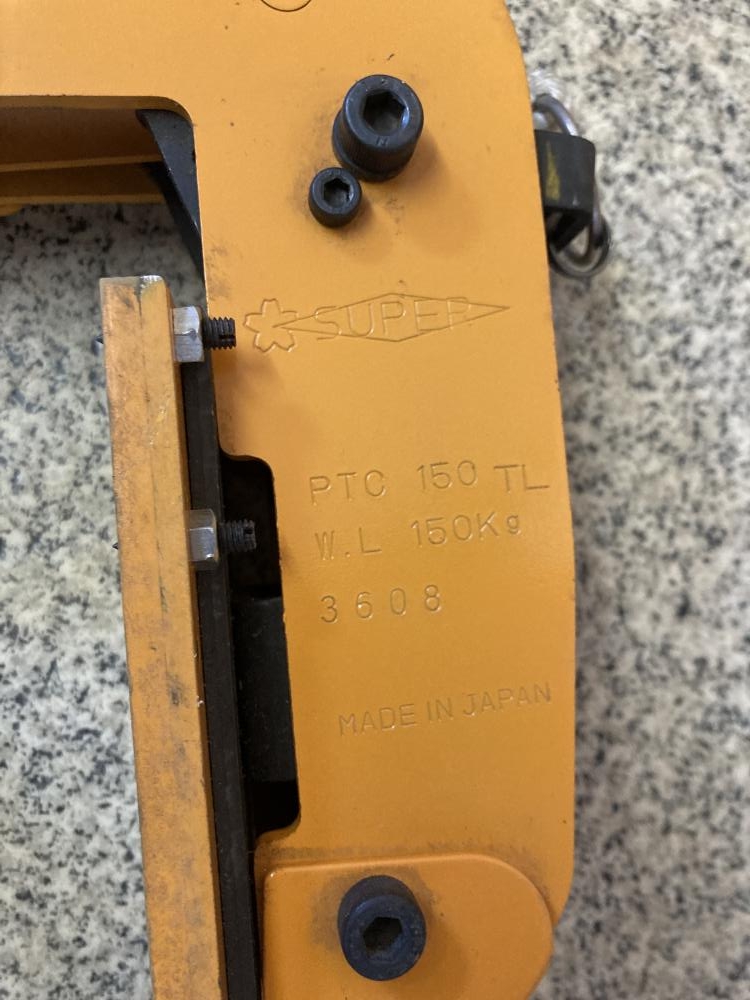 SUPER
PTC 150 TL
W.L 150Kg
3608
MADE IN JAPAN